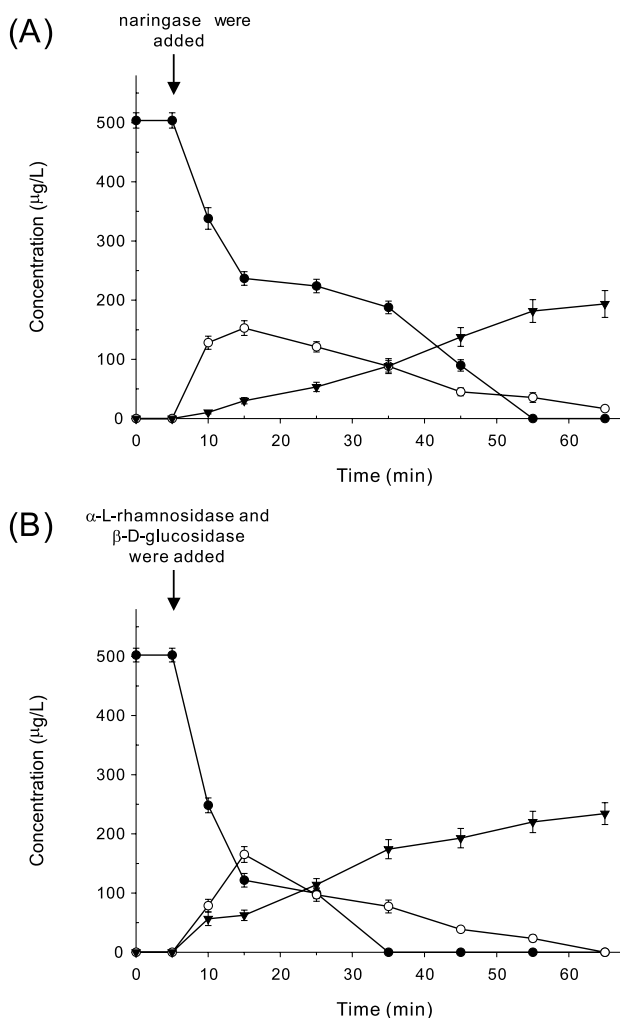 (A)
naringase were
added
Concentration (μg/L)
500
400
300
200
100
0
0 10 20 30 40 50 60
Time (min)
(B)
α-L-rhamnosidase and
β-D-glucosidase
were added
Concentration (μg/L)
500
400
300
200
100
0
0 10 20 30 40 50 60
Time (min)